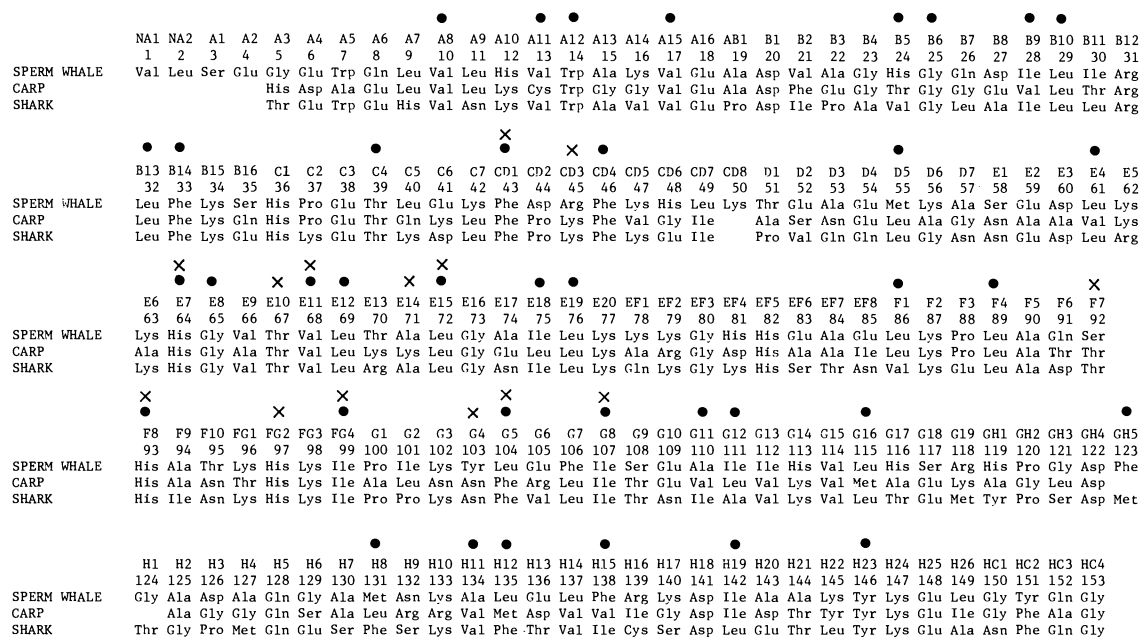 NA1 NA2 A1 A2 A3 A4 A5 A6 A7 A8 A9 A10 A11 A12 A13 A14 A15 A16 AB1 B1 B2 B3 B4 B5 B6 B7 B8 B9 B10 B11 B12
1 2 3 4 5 6 7 8 9 10 11 12 13 14 15 16 17 18 19 20 21 22 23 24 25 26 27 28 29 30 31
SPERM WHALE Val Leu Ser Glu Gly Glu Trp Gln Leu Val Leu His Val Trp Ala Lys Val Glu Ala Asp Val Ala Gly His Gly Gln Asp Ile Leu Ile Arg
CARP His Asp Ala Glu Leu Val Leu Lys Cys Trp Gly Gly Val Glu Ala Asp Phe Glu Gly Thr Gly Gly Glu Val Leu Thr Arg
SHARK Thr Glu Trp Glu His Val Asn Lys Val Trp Ala Val Val Glu Pro Asp Ile Pro Ala Val Gly Leu Ala Ile Leu Leu Arg
B13 B14 B15 B16 C1 C2 C3 C4 C5 C6 C7 CD1 CD2 CD3 CD4 CD5 CD6 CD7 CD8 D1 D2 D3 D4 D5 D6 D7 E1 E2 E3 E4 E5
32 33 34 35 36 37 38 39 40 41 42 43 44 45 46 47 48 49 50 51 52 53 54 55 56 57 58 59 60 61 62
SPERM WHALE Leu Phe Lys Ser His Pro Glu Thr Leu Glu Lys Phe Asp Arg Phe Lys His Leu Lys Thr Glu Ala Glu Met Lys Ala Ser Glu Asp Leu Lys
CARP Leu Phe Lys Gln His Pro Glu Thr Gln Lys Leu Phe Pro Lys Phe Val Gly Ile Ala Ser Asn Glu Leu Ala Gly Asn Ala Ala Val Lys
SHARK Leu Phe Lys Glu His Lys Glu Thr Lys Asp Leu Phe Pro Lys Phe Lys Glu Ile Pro Val Gln Gln Leu Gly Asn Asn Glu Asp Leu Arg
E6 E7 E8 E9 E10 E11 E12 E13 E14 E15 E16 E17 E18 E19 E20 EF1 EF2 EF3 EF4 EF5 EF6 EF7 EF8 F1 F2 F3 F4 F5 F6 F7
63 64 65 66 67 68 69 70 71 72 73 74 75 76 77 78 79 80 81 82 83 84 85 86 87 88 89 90 91 92
SPERM WHALE Lys His Gly Val Thr Val Leu Thr Ala Leu Gly Ala Ile Leu Lys Lys Gly His His Glu Ala Glu Leu Lys Pro Leu Ala Gln Ser
CARP Ala His Gly Ala Thr Val Leu Lys Lys Leu Gly Glu Leu Leu Lys Ala Arg Gly Asp His Ala Ala Ile Leu Lys Pro Leu Ala Thr Thr
SHARK Lys His Gly Val Thr Val Leu Arg Ala Leu Gly Asn Ile Leu Lys Gln Lys Gly Lys His Ser Thr Asn Val Lys Glu Leu Ala Asp Thr
F8 F9 F10 FG1 FG2 FG3 FG4 G1 G2 G3 G4 G5 G6 G7 G8 G9 G10 G11 G12 G13 G14 G15 G16 G17 G18 G19 GH1 GH2 GH3 GH4 GH5
93 94 95 96 97 98 99 100 101 102 103 104 105 106 107 108 109 110 111 112 113 114 115 116 117 118 119 120 121 122 123
SPERM WHALE His Ala Thr Lys His Lys Ile Pro Ile Lys Tyr Leu Glu Phe Ile Ser Glu Ala Ile Ile His Val Leu His Ser Arg His Pro Gly Asp Phe
CARP His Ala Asn Thr His Lys Ile Ala Leu Asn Asn Phe Arg Leu Ile Thr Glu Val Leu Val Lys Val Met Ala Glu Lys Ala Gly Leu Asp
SHARK His Ile Asn Lys His Lys Ile Pro Pro Lys Asn Phe Val Leu Ile Thr Asn Ile Ala Val Lys Val Leu Thr Glu Met Tyr Pro Ser Asp Met
H1 H2 H3 H4 H5 H6 H7 H8 H9 H10 H11 H12 H13 H14 H15 H16 H17 H18 H19 H20 H21 H22 H23 H24 H25 H26 HC1 HC2 HC3 HC4
124 125 126 127 128 129 130 131 132 133 134 135 136 137 138 139 140 141 142 143 144 145 146 147 148 149 150 151 152 153
SPERM WHALE Gly Ala Asp Ala Gln Gly Ala Met Asn Lys Ala Leu Glu Leu Phe Arg Lys Asp Ile Ala Ala Lys Tyr Lys Glu Leu Gly Tyr Gln Gly
CARP Ala Gly Gly Gln Ser Ala Leu Arg Arg Val Met Asp Val Val Ile Gly Asp Ile Asp Thr Tyr Tyr Lys Glu Ile Gly Phe Ala Gly
SHARK Thr Gly Pro Met Gln Glu Ser Phe Ser Lys Val Phe Thr Val Ile Cys Ser Asp Leu Glu Thr Leu Tyr Lys Glu Ala Asn Phe Gln Gly